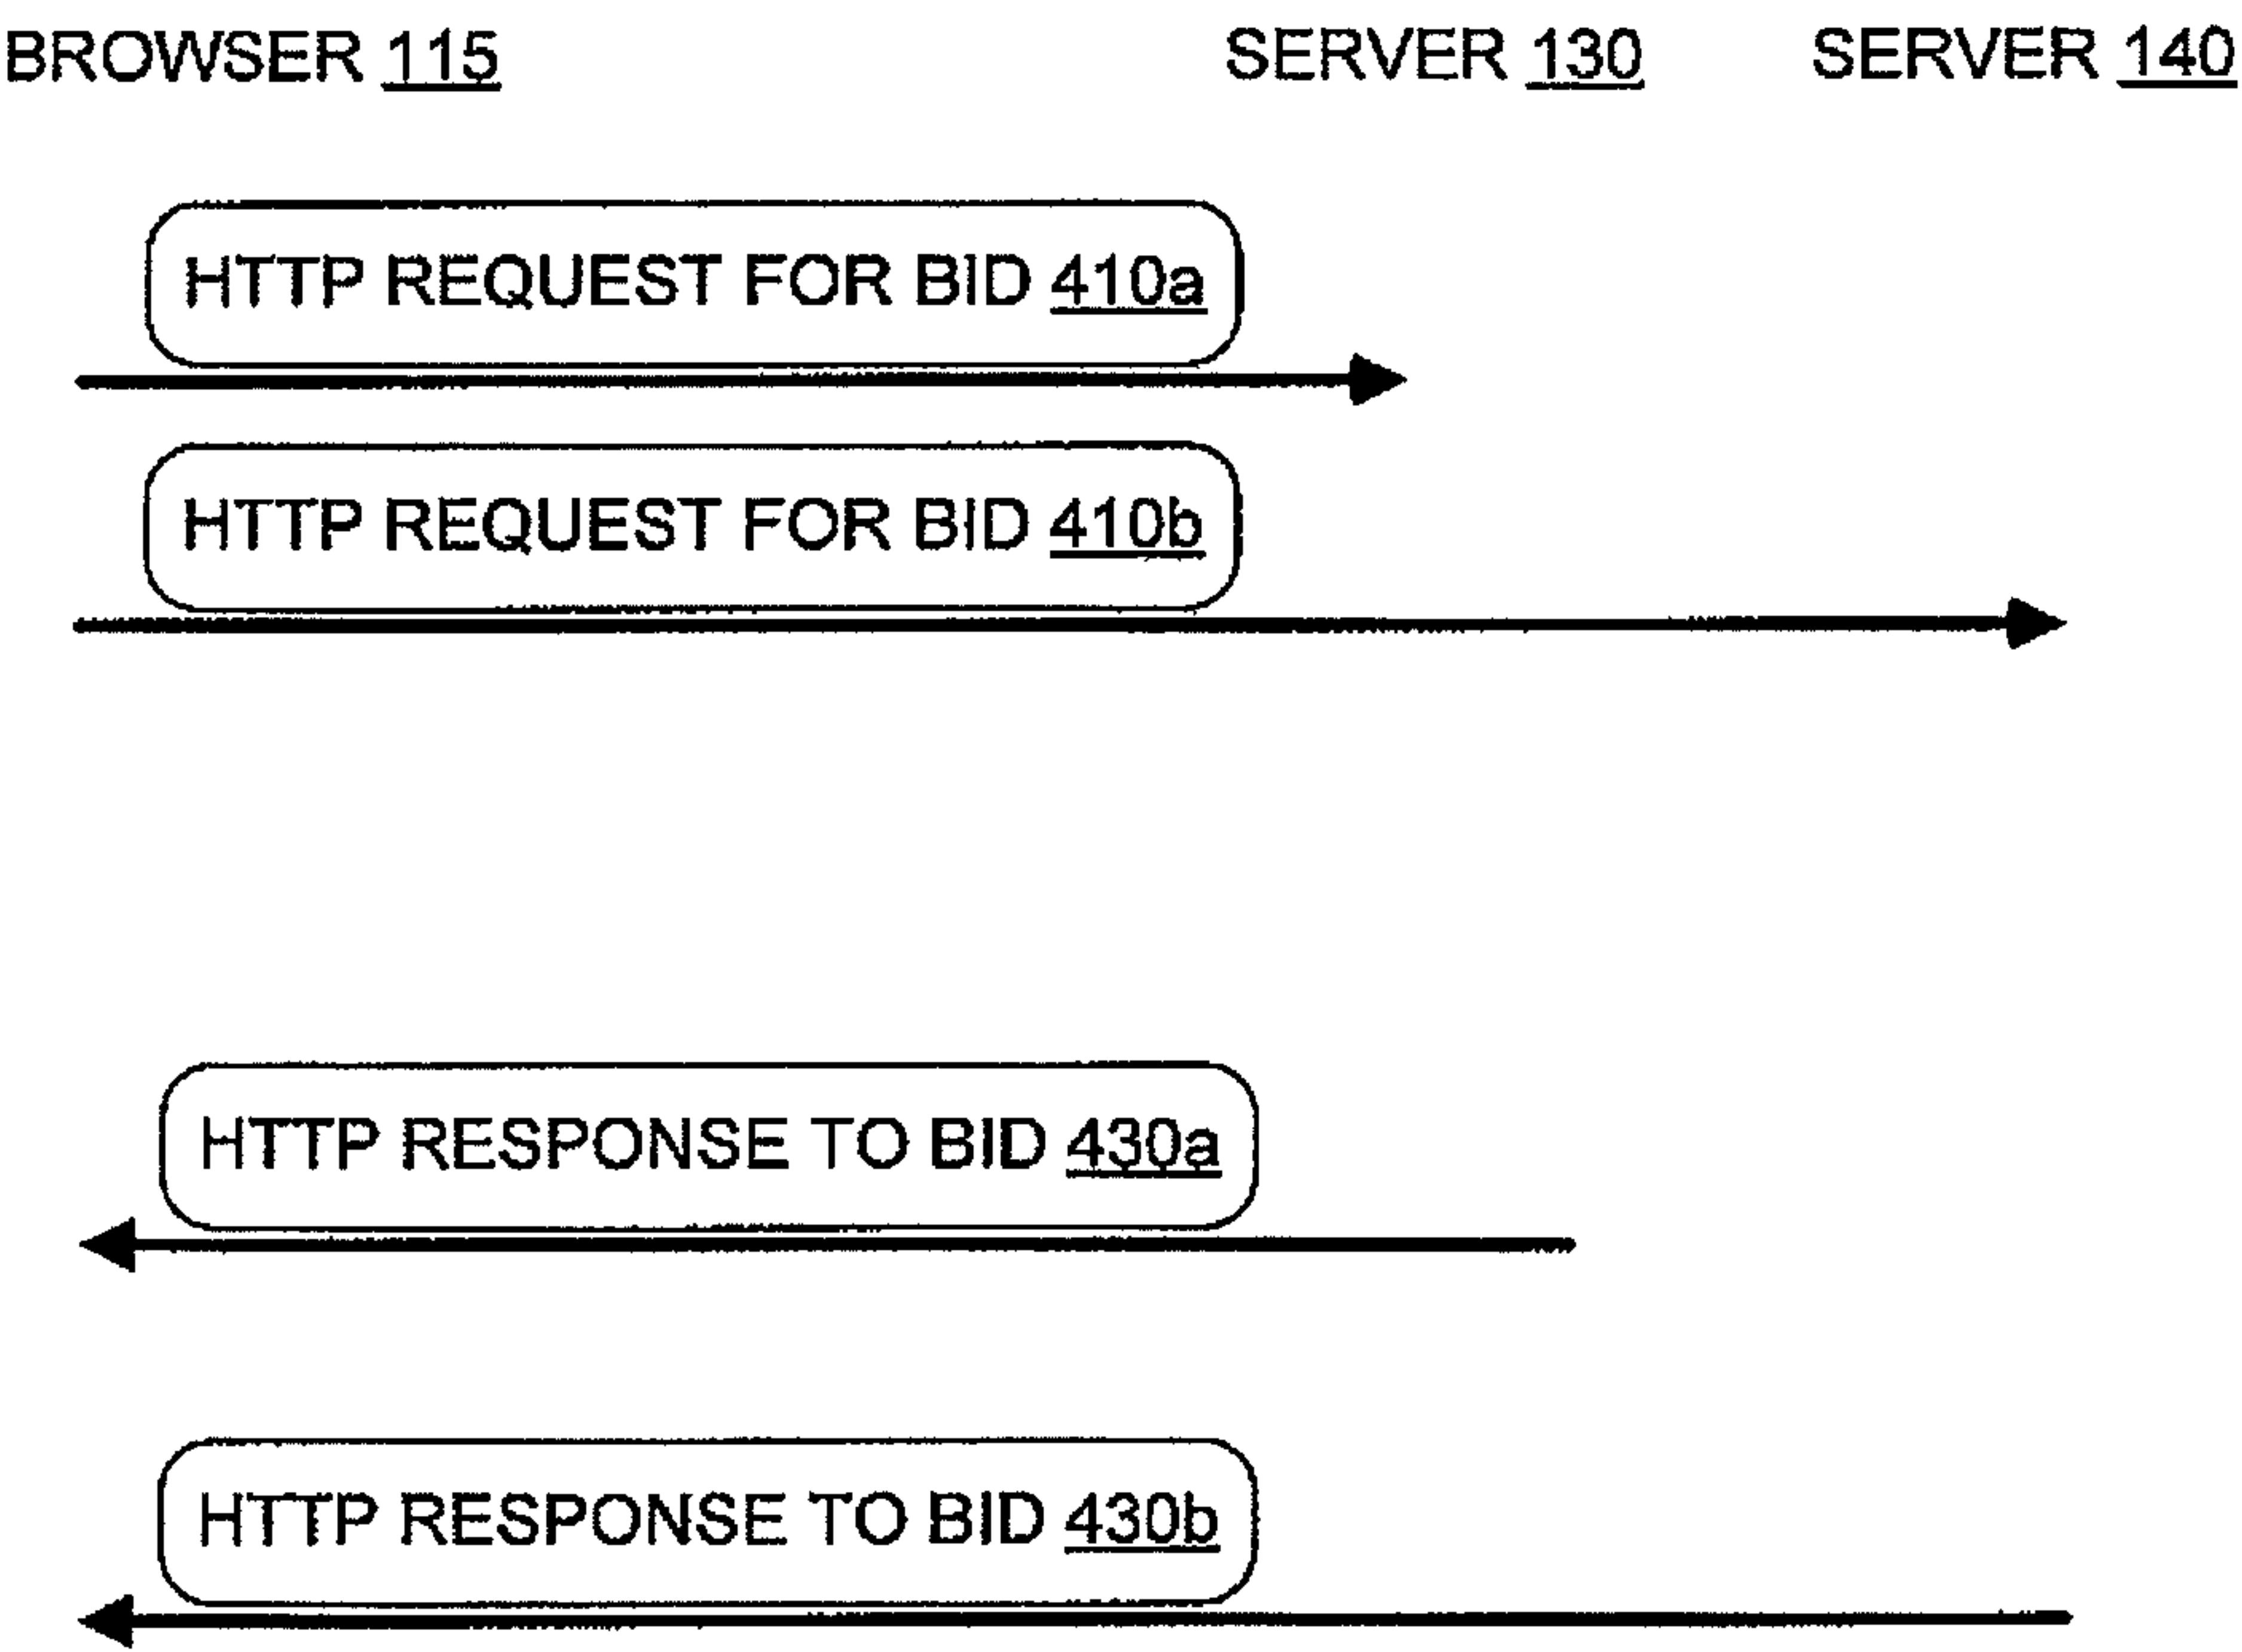 BROWSER 115 SERVER 130 SERVER 140
HTTP REQUEST FOR BID 410a
HTTP REQUEST FOR BID 410b
HTTP RESPONSE TO BID 430a
HTTP RESPONSE TO BID 430b